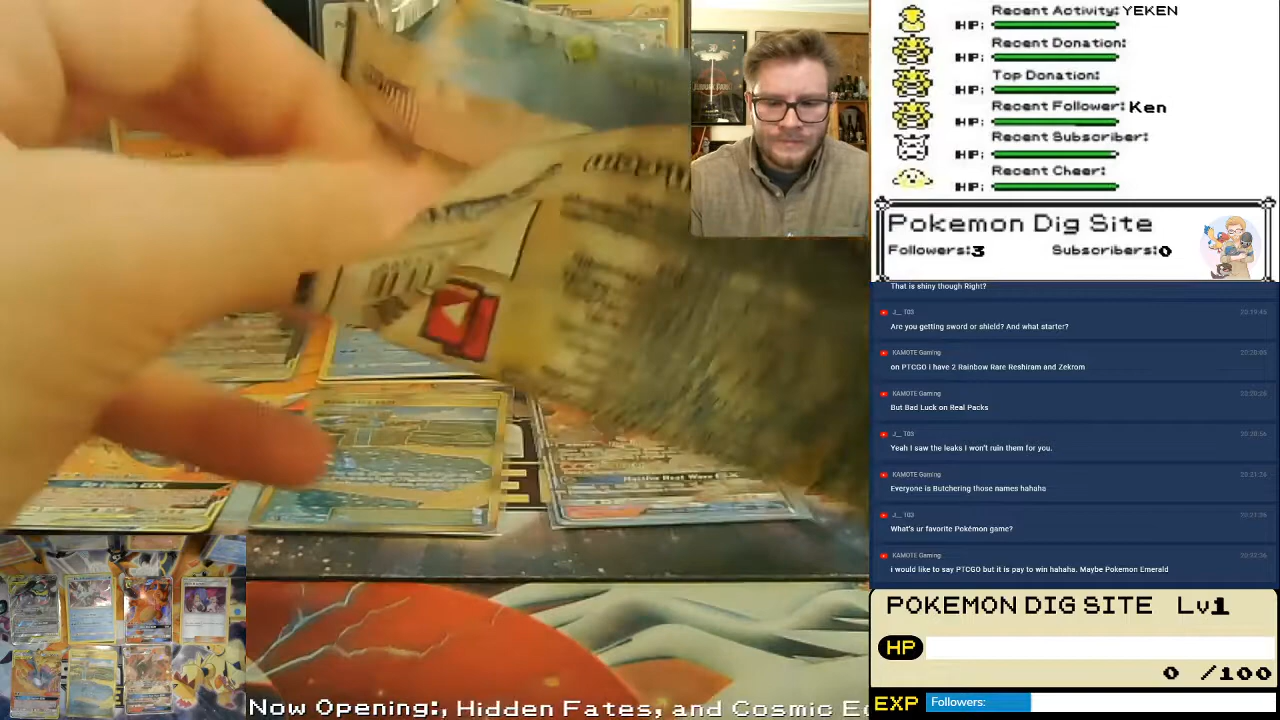 Recent Activity: YEKEN
HP:
Recent Donation:
HP:
Top Donation:
HP:
Recent Follower: Ken
HP:
Recent Subscriber:
HP:
Recent Cheer:
HP:
Pokemon Dig Site
Followers:3 Subscribers:0
That is shiny though Right?
J__ T03
Are you getting sword or shield? And what starter?
KAMOTE Gaming
on PTCGO I have 2 Rainbow Rare Reshiram and Zekrom
KAMOTE Gaming
But Bad Luck on Real Packs
J__ T03
Yeah I saw the leaks I won't ruin them for you.
KAMOTE Gaming
Everyone is Butchering those names hahaha
J__ T03
What's ur favorite Pokémon game?
KAMOTE Gaming
i would like to say PTCGO but it is pay to win hahaha. Maybe Pokemon Emerald
POKEMON DIG SITE Lv1
HP
0 /100
EXP Followers:
Now Opening:, Hidden Fates, and Cosmic E